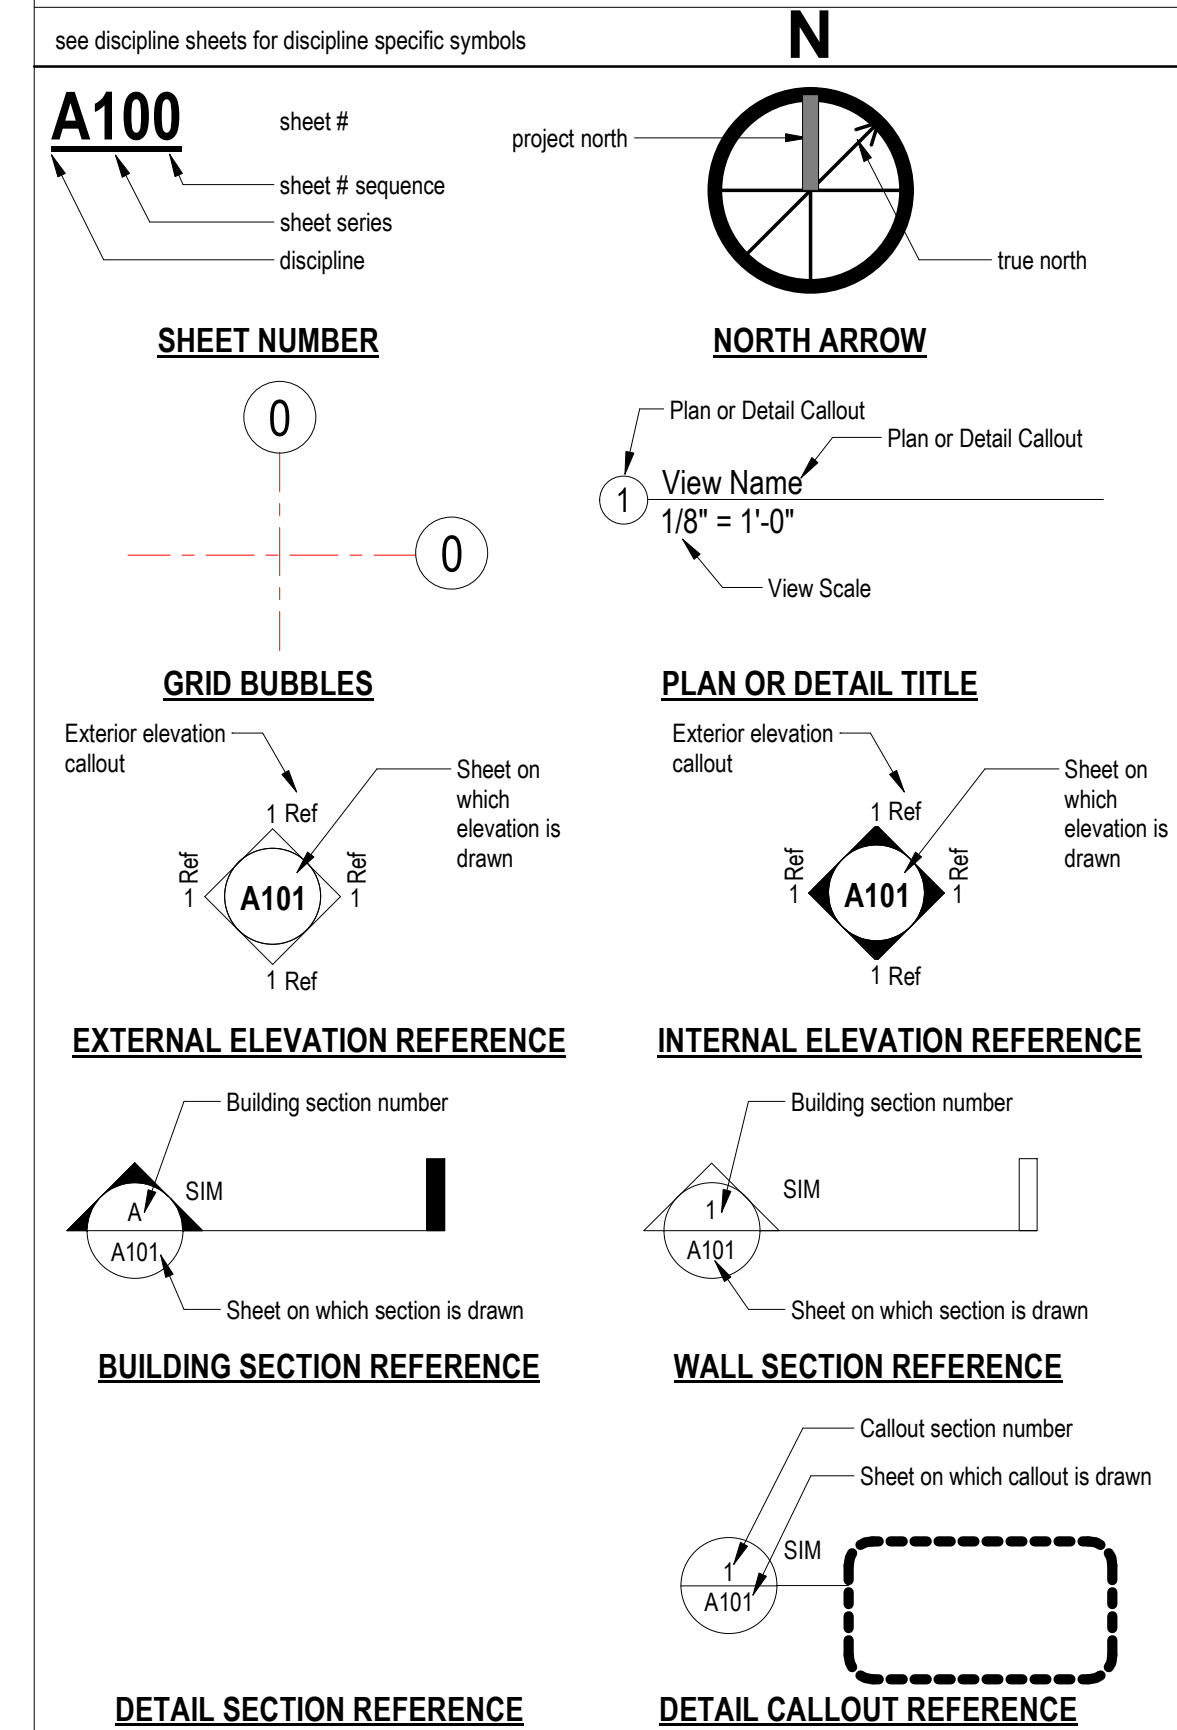 see discipline sheets for discipline specific symbols
N
A100
sheet #
sheet # sequence
sheet series
discipline
SHEET NUMBER
project north
true north
NORTH ARROW
0
0
GRID BUBBLES
Plan or Detail Callout
Plan or Detail Callout
1
View Name
1/8" = 1'-0"
View Scale
PLAN OR DETAIL TITLE
Exterior elevation
callout
Sheet on
which
elevation is
drawn
1 Ref
1 Ref
A101
1 Ref
1 Ref
EXTERNAL ELEVATION REFERENCE
Exterior elevation
callout
Sheet on
which
elevation is
drawn
1 Ref
1 Ref
A101
1 Ref
1 Ref
INTERNAL ELEVATION REFERENCE
Building section number
A
SIM
A101
Sheet on which section is drawn
BUILDING SECTION REFERENCE
Building section number
1
SIM
A101
Sheet on which section is drawn
WALL SECTION REFERENCE
DETAIL SECTION REFERENCE
Callout section number
Sheet on which callout is drawn
SIM
1
A101
DETAIL CALLOUT REFERENCE